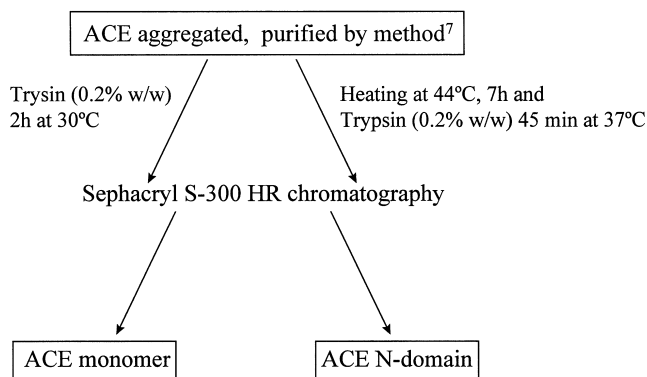 ACE aggregated, purified by method⁷
Trysin (0.2% w/w)
2h at 30ºC
Heating at 44ºC, 7h and
Trypsin (0.2% w/w) 45 min at 37ºC
Sephacryl S-300 HR chromatography
ACE monomer
ACE N-domain